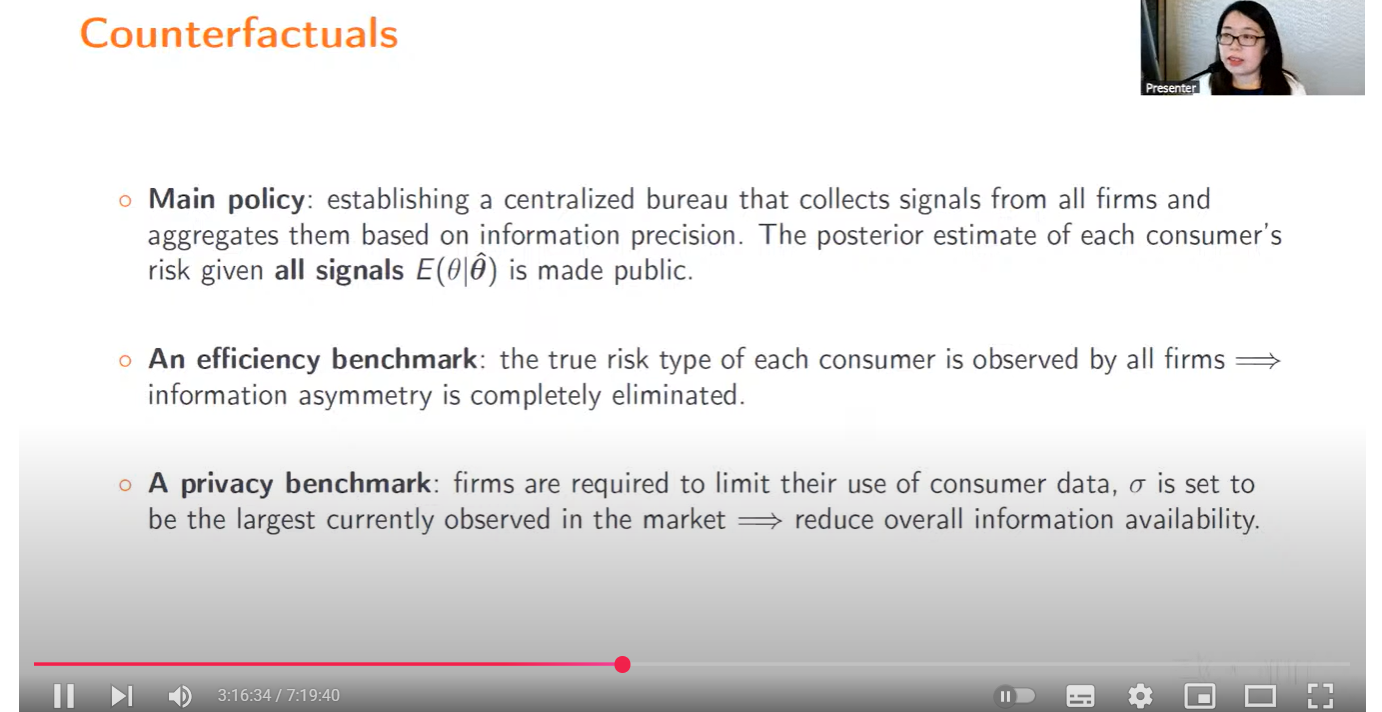 Counterfactuals
Presenter
○ Main policy: establishing a centralized bureau that collects signals from all firms and
aggregates them based on information precision. The posterior estimate of each consumer's
risk given all signals E(θ|θ̂) is made public.
○ An efficiency benchmark: the true risk type of each consumer is observed by all firms ⟹
information asymmetry is completely eliminated.
○ A privacy benchmark: firms are required to limit their use of consumer data, σ is set to
be the largest currently observed in the market ⟹ reduce overall information availability.
3:16:34 / 7:19:40